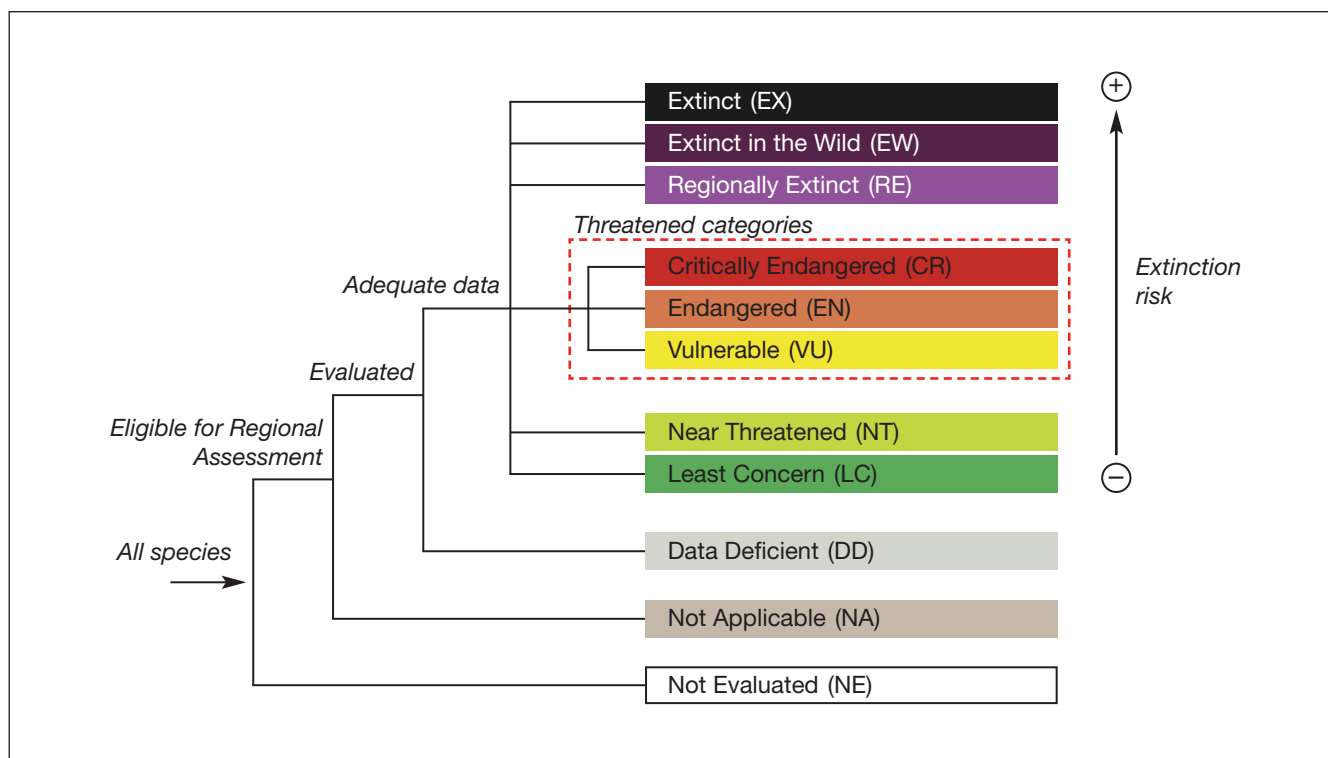 Extinct (EX)
+
Extinct in the Wild (EW)
Regionally Extinct (RE)
Threatened categories
Critically Endangered (CR)
Adequate data
Extinction
risk
Endangered (EN)
Vulnerable (VU)
Evaluated
Near Threatened (NT)
Eligible for Regional
Assessment
Least Concern (LC)
−
All species
Data Deficient (DD)
Not Applicable (NA)
Not Evaluated (NE)